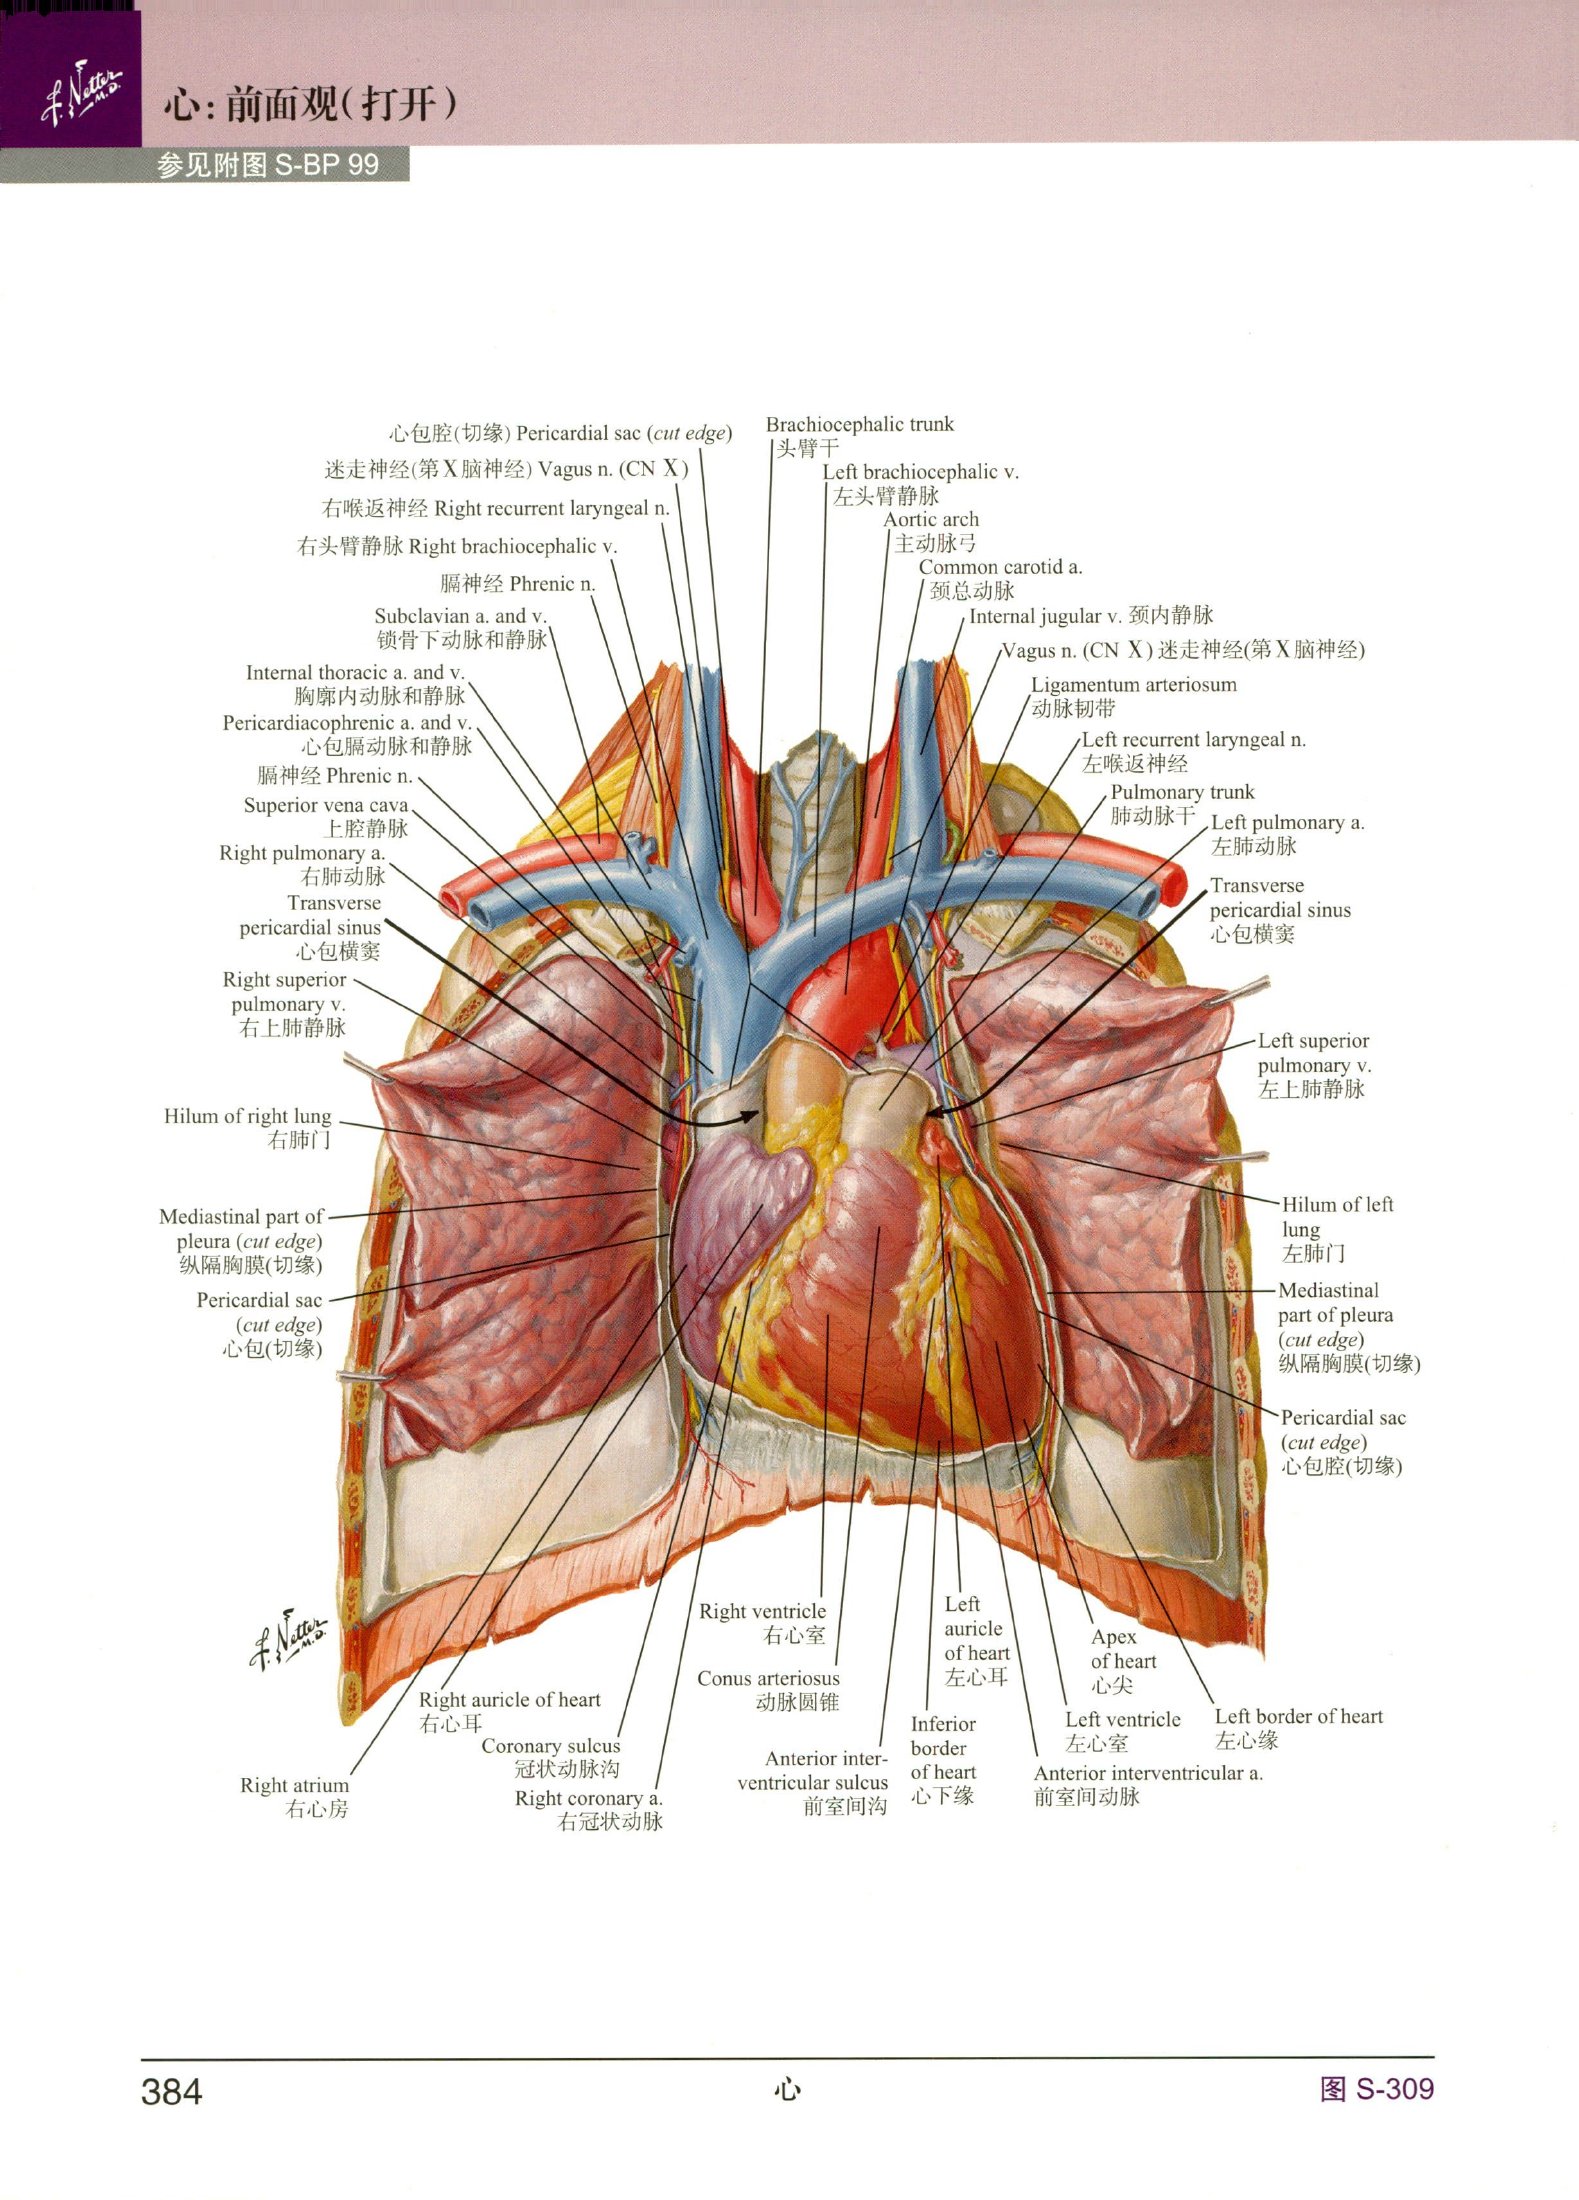 F. Netter M.D.
心：前面观（打开）
参见附图 S-BP 99
心包腔(切缘) Pericardial sac (cut edge)
迷走神经(第X脑神经) Vagus n. (CN X)
右喉返神经 Right recurrent laryngeal n.
右头臂静脉 Right brachiocephalic v.
膈神经 Phrenic n.
Subclavian a. and v.
锁骨下动脉和静脉
Internal thoracic a. and v.
胸廓内动脉和静脉
Pericardiacophrenic a. and v.
心包膈动脉和静脉
膈神经 Phrenic n.
Superior vena cava
上腔静脉
Right pulmonary a.
右肺动脉
Transverse
pericardial sinus
心包横窦
Right superior
pulmonary v.
右上肺静脉
Hilum of right lung
右肺门
Mediastinal part of
pleura (cut edge)
纵隔胸膜(切缘)
Pericardial sac
(cut edge)
心包(切缘)
Brachiocephalic trunk
头臂干
Left brachiocephalic v.
左头臂静脉
Aortic arch
主动脉弓
Common carotid a.
颈总动脉
Internal jugular v. 颈内静脉
Vagus n. (CN X) 迷走神经(第X脑神经)
Ligamentum arteriosum
动脉韧带
Left recurrent laryngeal n.
左喉返神经
Pulmonary trunk
肺动脉干
Left pulmonary a.
左肺动脉
Transverse
pericardial sinus
心包横窦
Left superior
pulmonary v.
左上肺静脉
Hilum of left
lung
左肺门
Mediastinal
part of pleura
(cut edge)
纵隔胸膜(切缘)
Pericardial sac
(cut edge)
心包腔(切缘)
F. Netter M.D.
Right atrium
右心房
Right auricle of heart
右心耳
Coronary sulcus
冠状动脉沟
Right coronary a.
右冠状动脉
Right ventricle
右心室
Conus arteriosus
动脉圆锥
Anterior inter-
ventricular sulcus
前室间沟
Left
auricle
of heart
左心耳
Inferior
border
of heart
心下缘
Apex
of heart
心尖
Left ventricle
左心室
Anterior interventricular a.
前室间动脉
Left border of heart
左心缘
384
心
图 S-309